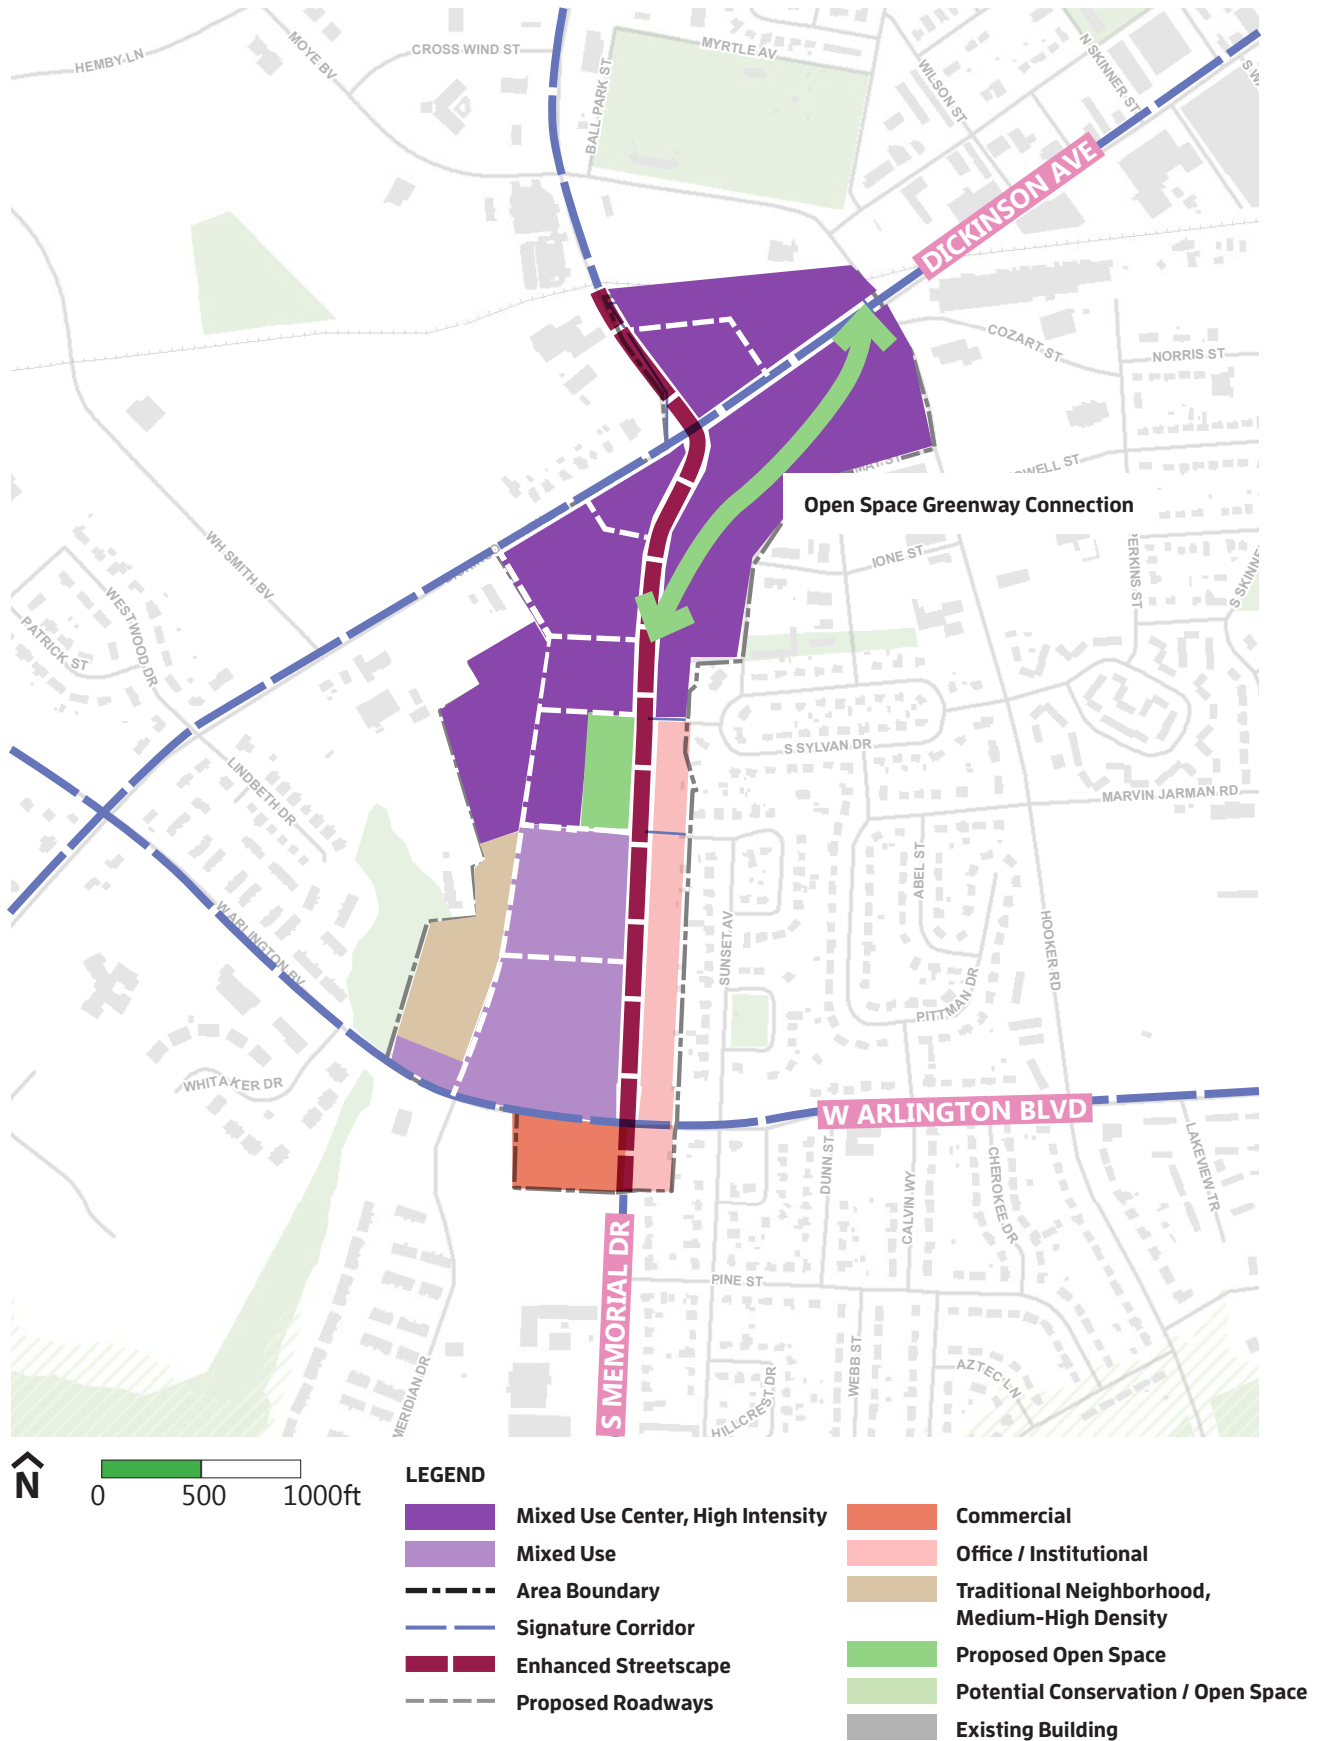 HEMBY LN
MOYE BV
CROSS WIND ST
BALL PARK ST
MYRTLE AV
WILSON ST
N SKINNER ST
DICKINSON AVE
COZART ST
NORRIS ST
Open Space Greenway Connection
IONE ST
WH SMITH BV
WESTWOOD DR
PATRICK ST
S SYLVAN DR
MARVIN JARMAN RD
LINDBETH DR
ABEL ST
W ARLINGTON BV
SUNSET AV
HOOKER RD
PITTMAN DR
WHITAKER DR
W ARLINGTON BLVD
DUNN ST
CALVIN WY
CHEROKEE DR
LAKEVIEW TR
S MEMORIAL DR
PINE ST
WEBB ST
AZTEC LN
MERIDIAN DR
HILLCREST DR
N
0 500 1000ft
LEGEND
Mixed Use Center, High Intensity
Mixed Use
Area Boundary
Signature Corridor
Enhanced Streetscape
Proposed Roadways
Commercial
Office / Institutional
Traditional Neighborhood,
Medium-High Density
Proposed Open Space
Potential Conservation / Open Space
Existing Building